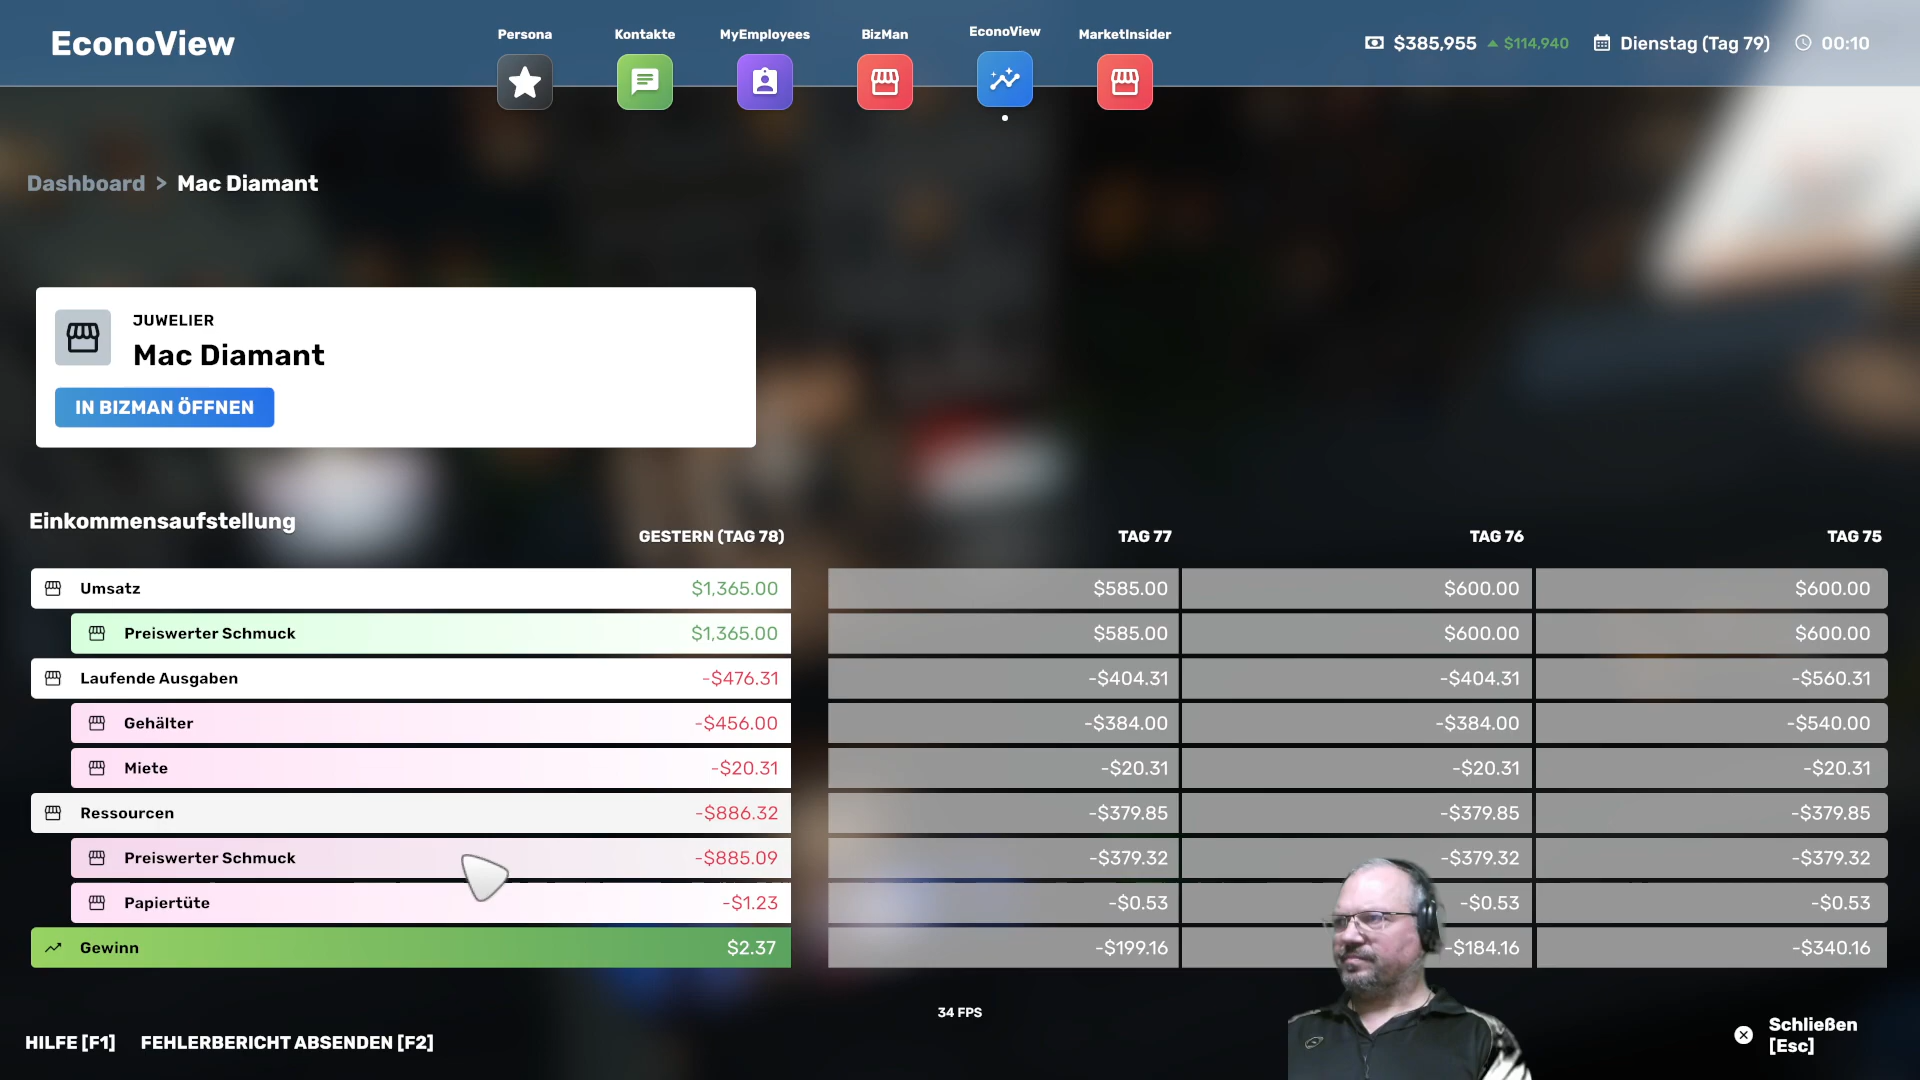 EconoView
Persona
Kontakte
MyEmployees
BizMan
EconoView
MarketInsider
$385,955
$114,940
Dienstag (Tag 79)
00:10
Dashboard > Mac Diamant
JUWELIER
Mac Diamant
IN BIZMAN ÖFFNEN
Einkommensaufstellung
GESTERN (TAG 78) TAG 77 TAG 76 TAG 75
Umsatz $1,365.00 $585.00 $600.00 $600.00
Preiswerter Schmuck $1,365.00 $585.00 $600.00 $600.00
Laufende Ausgaben -$476.31 -$404.31 -$404.31 -$560.31
Gehälter -$456.00 -$384.00 -$384.00 -$540.00
Miete -$20.31 -$20.31 -$20.31 -$20.31
Ressourcen -$886.32 -$379.85 -$379.85 -$379.85
Preiswerter Schmuck -$885.09 -$379.32 -$379.32 -$379.32
Papiertüte -$1.23 -$0.53 -$0.53 -$0.53
Gewinn $2.37 -$199.16 -$184.16 -$340.16
34 FPS
HILFE [F1]
FEHLERBERICHT ABSENDEN [F2]
Schließen
[Esc]